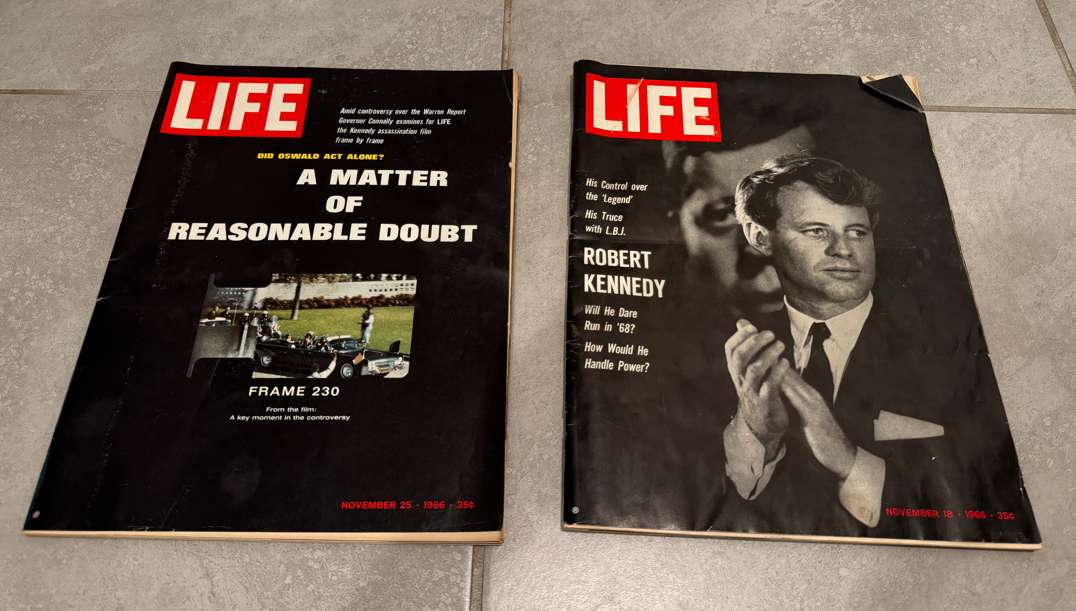 LIFE
Amid controversy over the Warren Report
Governor Connally examines for LIFE
the Kennedy assassination film
frame by frame
DID OSWALD ACT ALONE?
A MATTER
OF
REASONABLE DOUBT
FRAME 230
From the film:
A key moment in the controversy
NOVEMBER 25 · 1966 · 35¢
®
LIFE
His Control over
the 'Legend'
His Truce
with L.B.J.
ROBERT
KENNEDY
Will He Dare
Run in '68?
How Would He
Handle Power?
NOVEMBER 18 · 1966 · 35¢
®